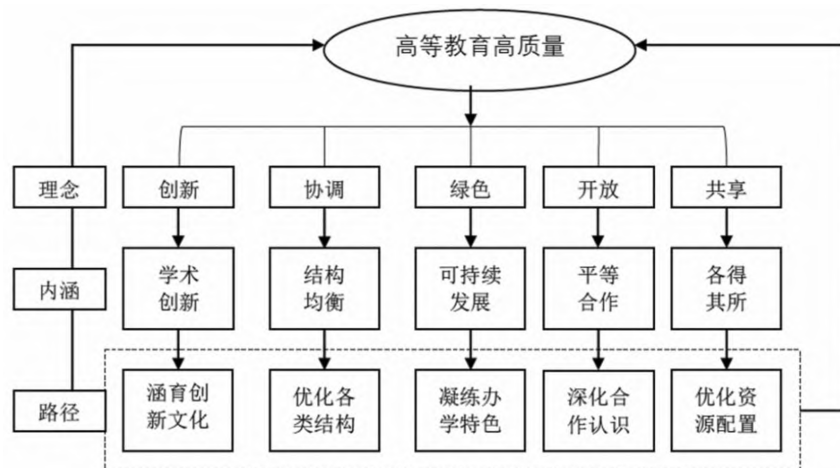 高等教育高质量
理念
创新
协调
绿色
开放
共享
内涵
学术
创新
结构
均衡
可持续
发展
平等
合作
各得
其所
路径
涵育创
新文化
优化各
类结构
凝练办
学特色
深化合
作认识
优化资
源配置